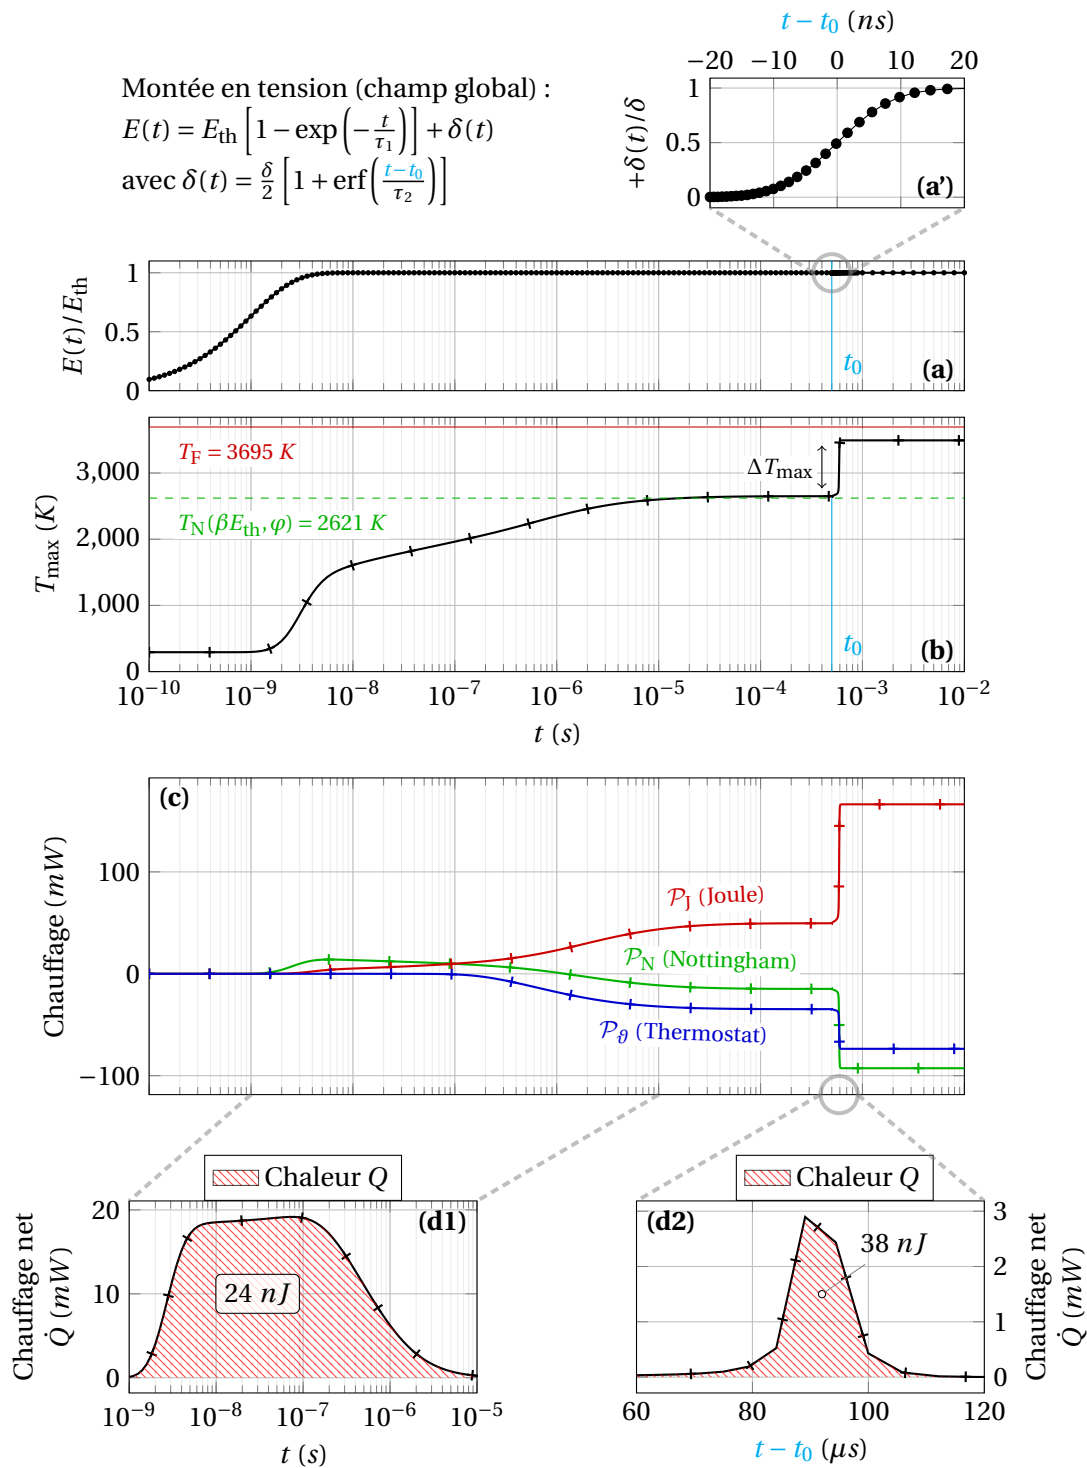 t − t₀ (ns)
−20 −10 0 10 20
Montée en tension (champ global) :
E(t) = E_th [1 − exp(−t/τ₁)] + δ(t)
avec δ(t) = δ/2 [1 + erf((t−t₀)/τ₂)]
+δ(t)/δ
1
0.5
0
(a’)
E(t)/E_th
1
0.5
0
t₀
(a)
T_max (K)
3,000
2,000
1,000
0
T_F = 3695 K
ΔT_max
T_N(βE_th, φ) = 2621 K
t₀
(b)
10⁻¹⁰ 10⁻⁹ 10⁻⁸ 10⁻⁷ 10⁻⁶ 10⁻⁵ 10⁻⁴ 10⁻³ 10⁻²
t (s)
(c)
Chauffage (mW)
100
0
−100
𝒫_J (Joule)
𝒫_N (Nottingham)
𝒫_ϑ (Thermostat)
Chaleur Q
(d1)
Chauffage net
Q̇ (mW)
20
10
0
24 nJ
10⁻⁹ 10⁻⁸ 10⁻⁷ 10⁻⁶ 10⁻⁵
t (s)
Chaleur Q
(d2)
38 nJ
3
2
1
0
Chauffage net
Q̇ (mW)
60 80 100 120
t − t₀ (μs)